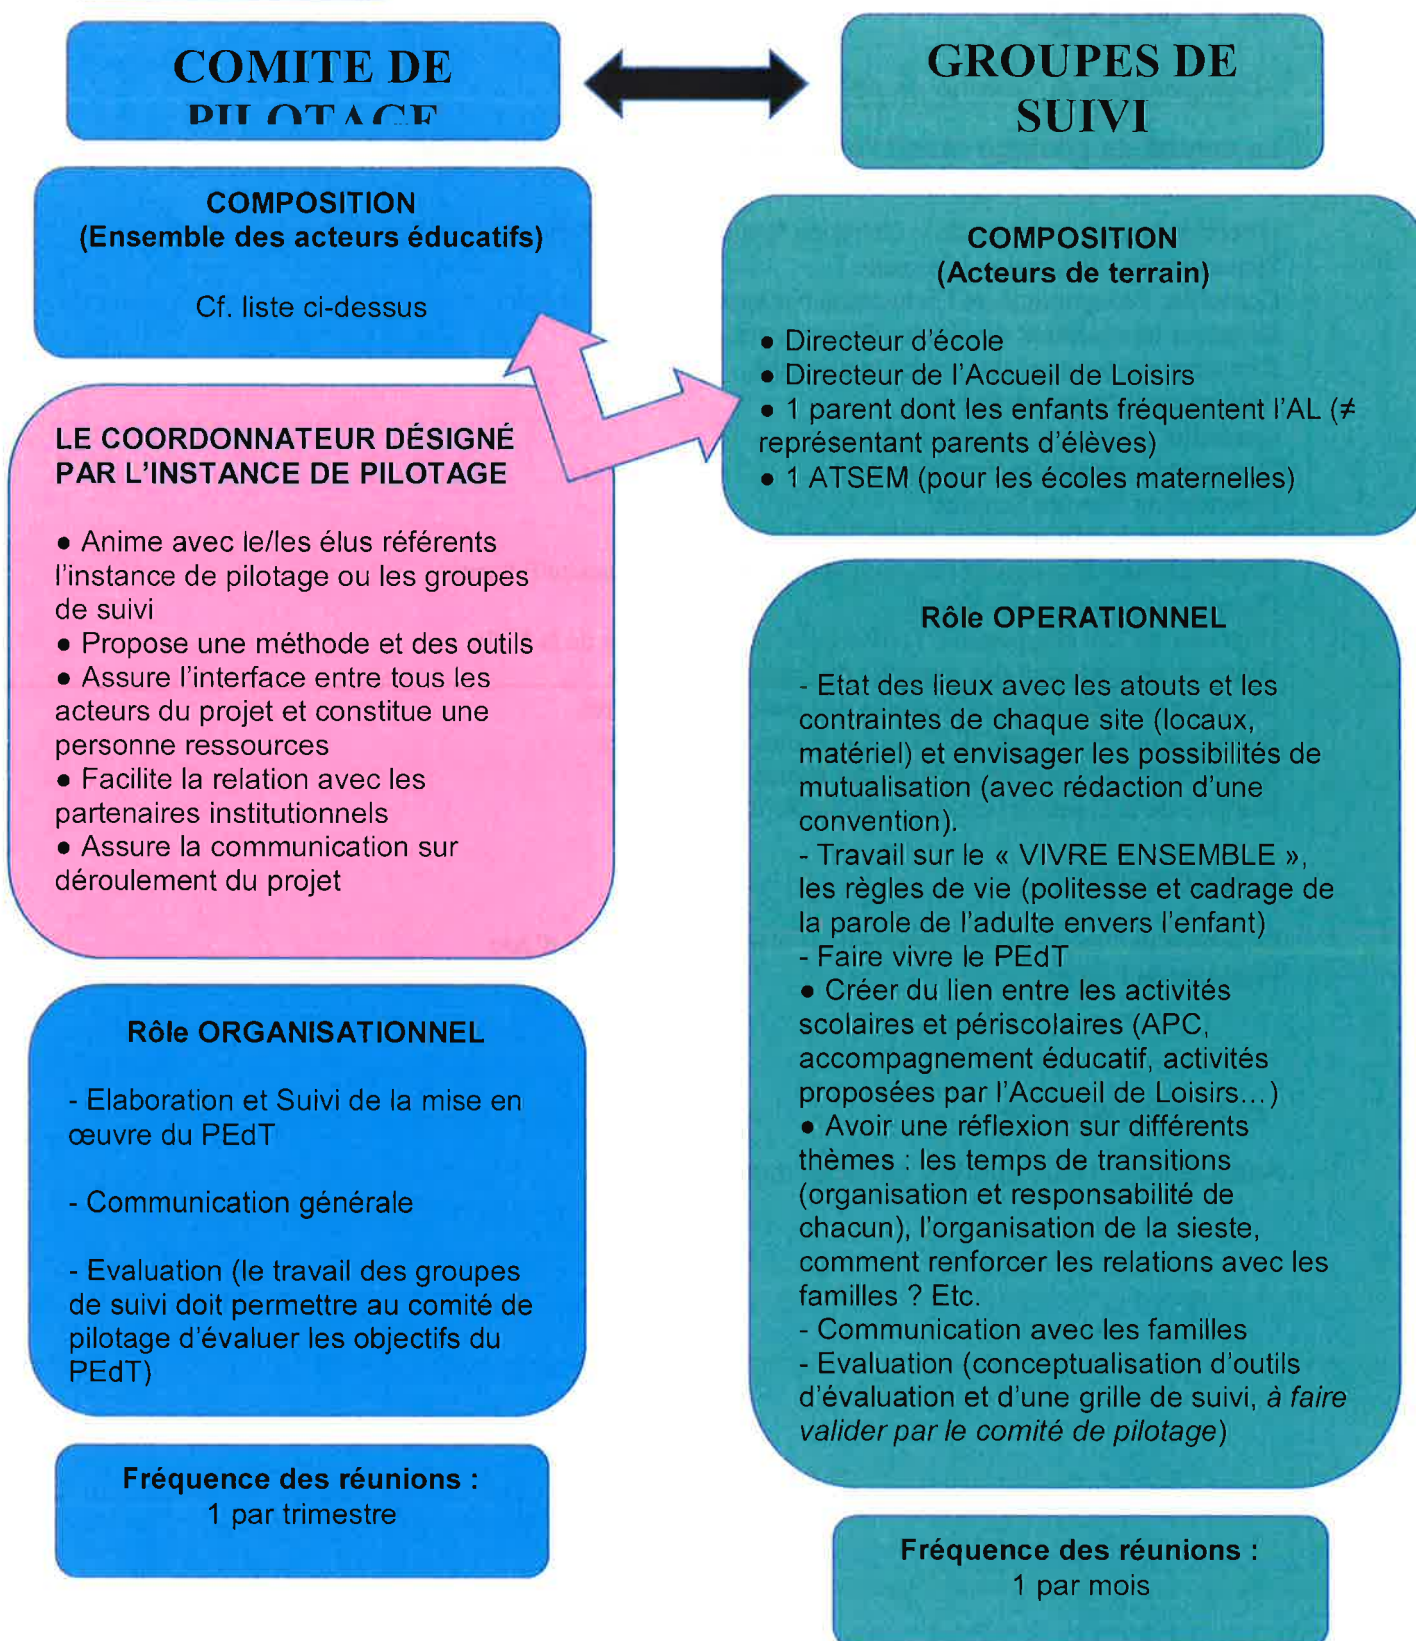 COMITE DE
PILOTAGE
GROUPES DE
SUIVI
COMPOSITION
(Ensemble des acteurs éducatifs)
Cf. liste ci-dessus
COMPOSITION
(Acteurs de terrain)
● Directeur d'école
● Directeur de l'Accueil de Loisirs
● 1 parent dont les enfants fréquentent l'AL (≠
représentant parents d'élèves)
● 1 ATSEM (pour les écoles maternelles)
LE COORDONNATEUR DÉSIGNÉ
PAR L'INSTANCE DE PILOTAGE
● Anime avec le/les élus référents
l'instance de pilotage ou les groupes
de suivi
● Propose une méthode et des outils
● Assure l'interface entre tous les
acteurs du projet et constitue une
personne ressources
● Facilite la relation avec les
partenaires institutionnels
● Assure la communication sur
déroulement du projet
Rôle ORGANISATIONNEL
- Elaboration et Suivi de la mise en
œuvre du PEdT
- Communication générale
- Evaluation (le travail des groupes
de suivi doit permettre au comité de
pilotage d'évaluer les objectifs du
PEdT)
Fréquence des réunions :
1 par trimestre
Rôle OPERATIONNEL
- Etat des lieux avec les atouts et les
contraintes de chaque site (locaux,
matériel) et envisager les possibilités de
mutualisation (avec rédaction d'une
convention).
- Travail sur le « VIVRE ENSEMBLE »,
les règles de vie (politesse et cadrage de
la parole de l'adulte envers l'enfant)
- Faire vivre le PEdT
● Créer du lien entre les activités
scolaires et périscolaires (APC,
accompagnement éducatif, activités
proposées par l'Accueil de Loisirs…)
● Avoir une réflexion sur différents
thèmes : les temps de transitions
(organisation et responsabilité de
chacun), l'organisation de la sieste,
comment renforcer les relations avec les
familles ? Etc.
- Communication avec les familles
- Evaluation (conceptualisation d'outils
d'évaluation et d'une grille de suivi, à faire
valider par le comité de pilotage)
Fréquence des réunions :
1 par mois